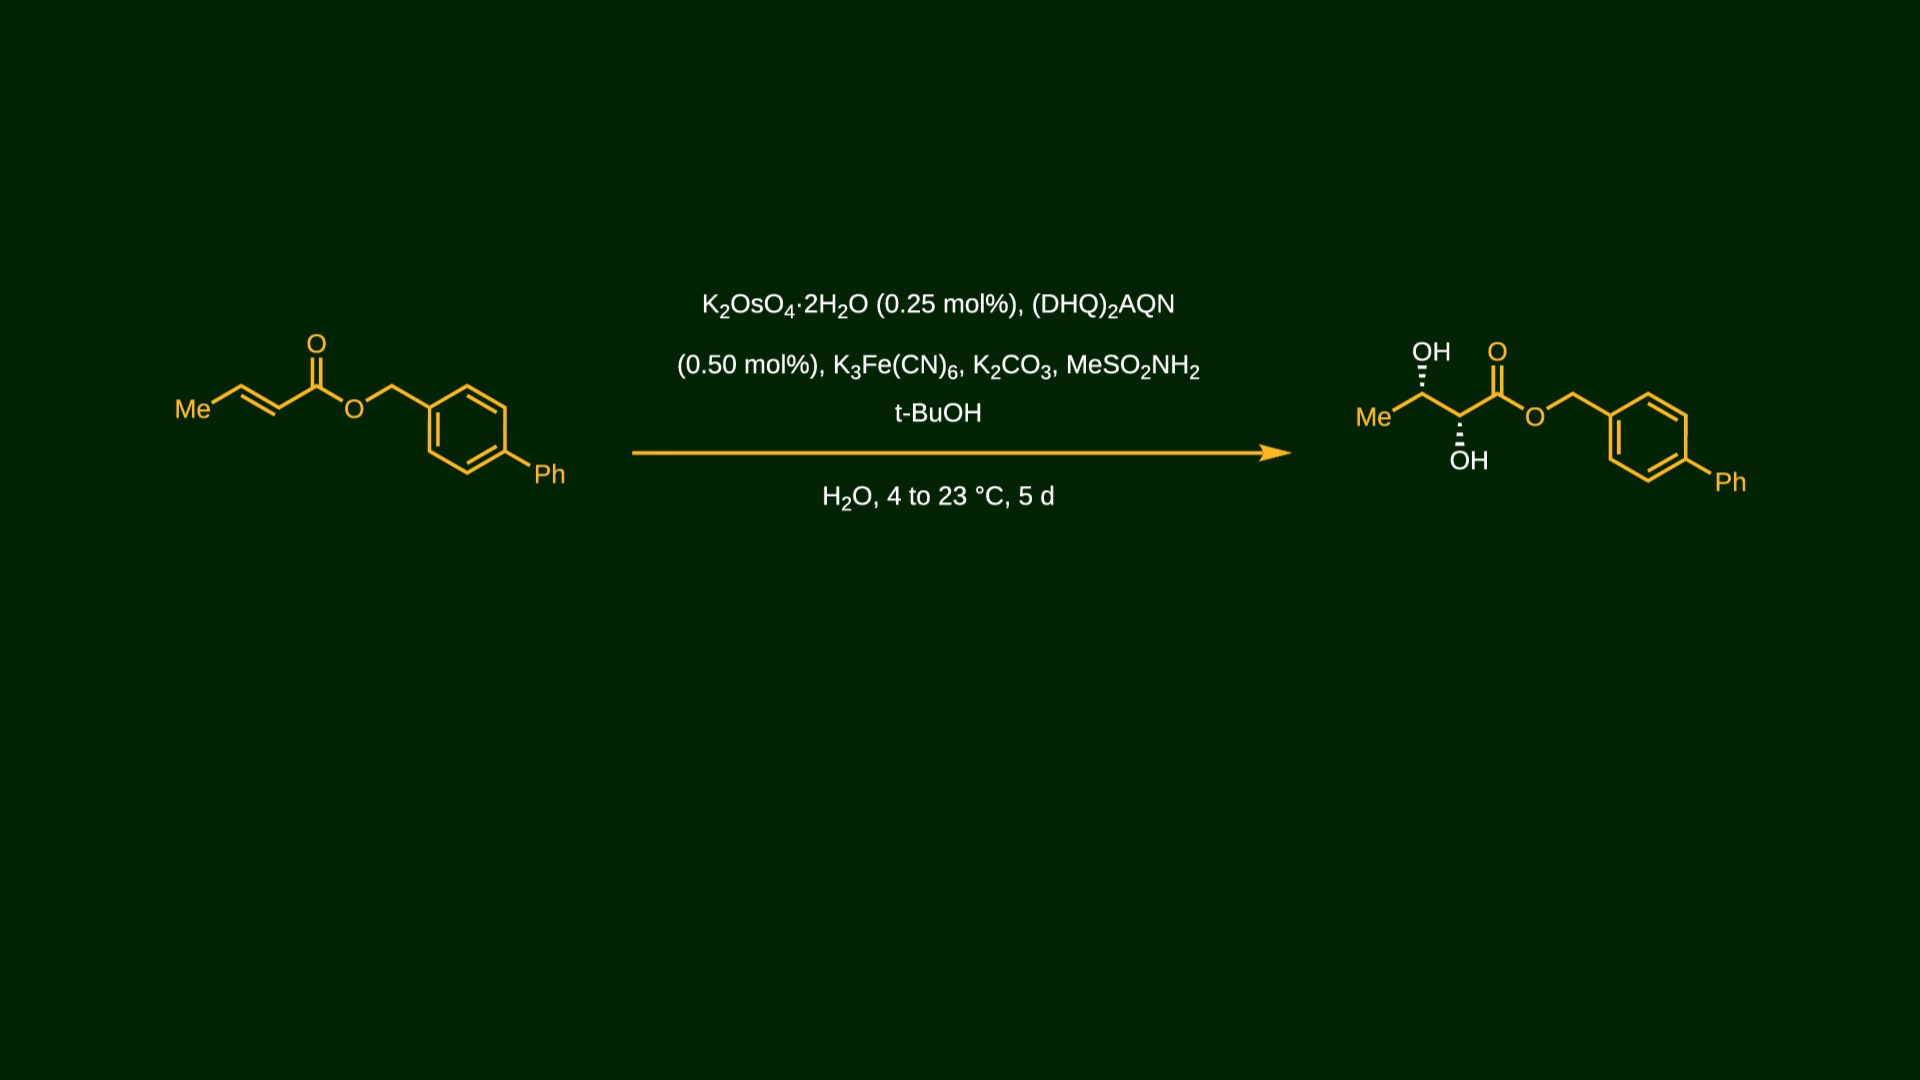 K₂OsO₄·2H₂O (0.25 mol%), (DHQ)₂AQN
(0.50 mol%), K₃Fe(CN)₆, K₂CO₃, MeSO₂NH₂
t-BuOH
H₂O, 4 to 23 °C, 5 d
O
Me
O
Ph
OH
O
Me
O
OH
Ph